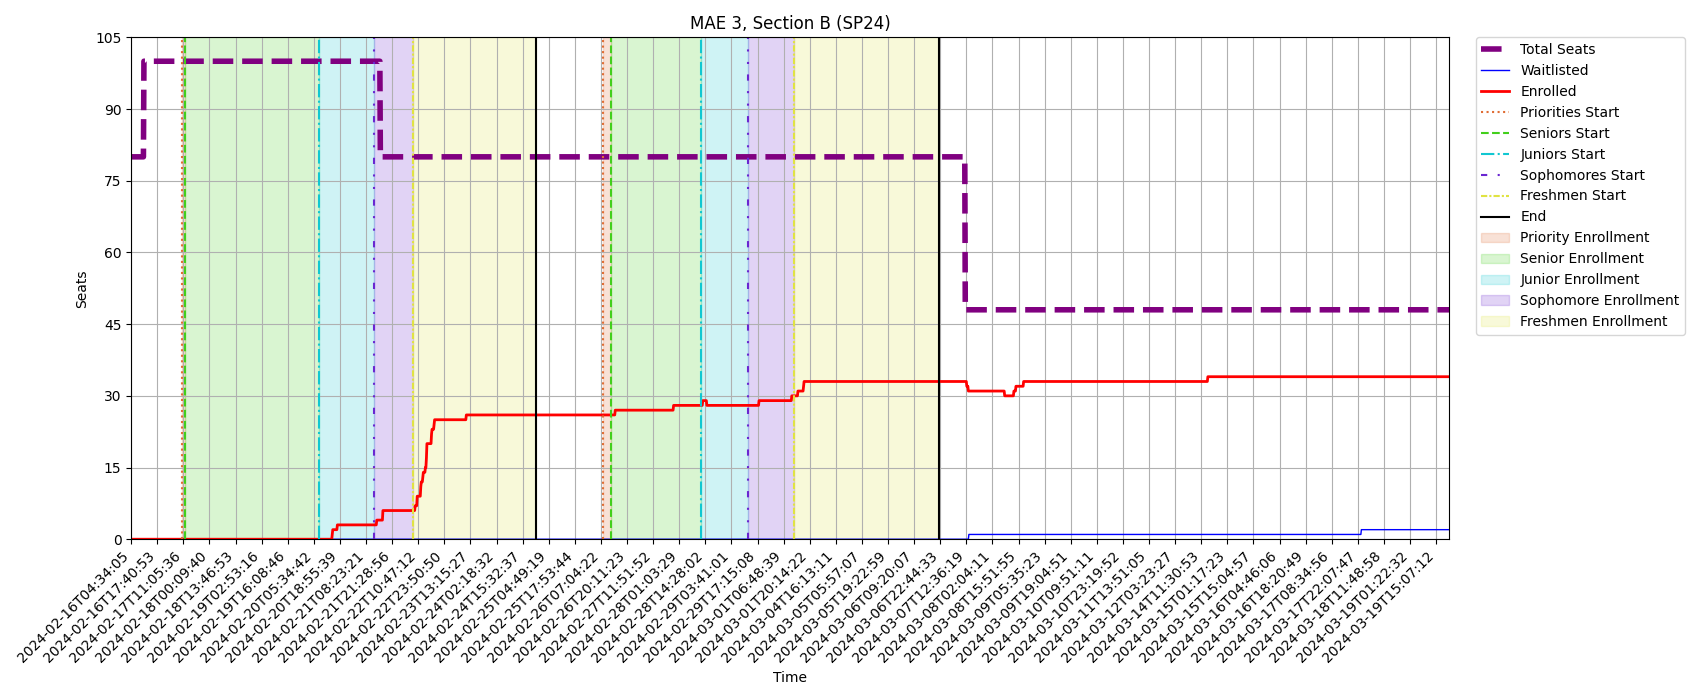 MAE 3, Section B (SP24)
Seats
105
90
75
60
45
30
15
0
2024-02-16T04:34:05
2024-02-16T17:40:53
2024-02-17T11:05:36
2024-02-18T00:09:40
2024-02-18T13:46:53
2024-02-19T02:53:16
2024-02-19T16:08:46
2024-02-20T05:34:42
2024-02-20T18:55:39
2024-02-21T08:23:21
2024-02-21T21:28:56
2024-02-22T10:47:12
2024-02-22T23:50:50
2024-02-23T13:15:27
2024-02-24T02:18:32
2024-02-24T15:32:37
2024-02-25T04:49:19
2024-02-25T17:53:44
2024-02-26T07:04:22
2024-02-26T20:11:23
2024-02-27T11:51:52
2024-02-28T01:03:29
2024-02-28T14:28:02
2024-02-29T03:41:01
2024-02-29T17:15:08
2024-03-01T06:48:39
2024-03-01T20:14:22
2024-03-04T16:13:11
2024-03-05T05:57:07
2024-03-05T19:22:59
2024-03-06T09:20:07
2024-03-06T22:44:33
2024-03-07T12:36:19
2024-03-08T02:04:11
2024-03-08T15:51:55
2024-03-09T05:35:23
2024-03-09T19:04:51
2024-03-10T09:51:11
2024-03-10T23:19:52
2024-03-11T13:51:05
2024-03-12T03:23:27
2024-03-14T11:30:53
2024-03-15T01:17:23
2024-03-15T15:04:57
2024-03-16T04:46:06
2024-03-16T18:20:49
2024-03-17T08:34:56
2024-03-17T22:07:47
2024-03-18T11:48:58
2024-03-19T01:22:32
2024-03-19T15:07:12
Time
Total Seats
Waitlisted
Enrolled
Priorities Start
Seniors Start
Juniors Start
Sophomores Start
Freshmen Start
End
Priority Enrollment
Senior Enrollment
Junior Enrollment
Sophomore Enrollment
Freshmen Enrollment